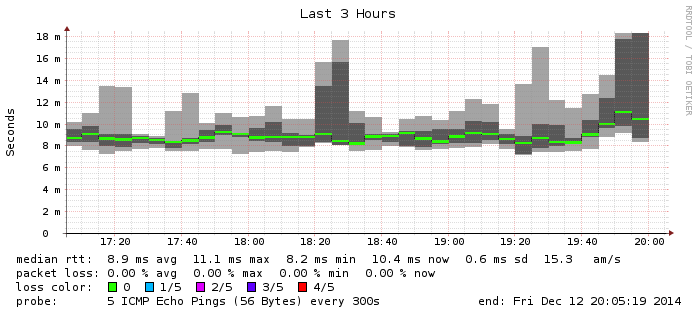 Last 3 Hours
RRDTOOL / TOBI OETIKER
Seconds
18 m
16 m
14 m
12 m
10 m
8 m
6 m
4 m
2 m
0
17:20 17:40 18:00 18:20 18:40 19:00 19:20 19:40 20:00
median rtt: 8.9 ms avg 11.1 ms max 8.2 ms min 10.4 ms now 0.6 ms sd 15.3 am/s
packet loss: 0.00 % avg 0.00 % max 0.00 % min 0.00 % now
loss color: 0 1/5 2/5 3/5 4/5
probe: 5 ICMP Echo Pings (56 Bytes) every 300s end: Fri Dec 12 20:05:19 2014